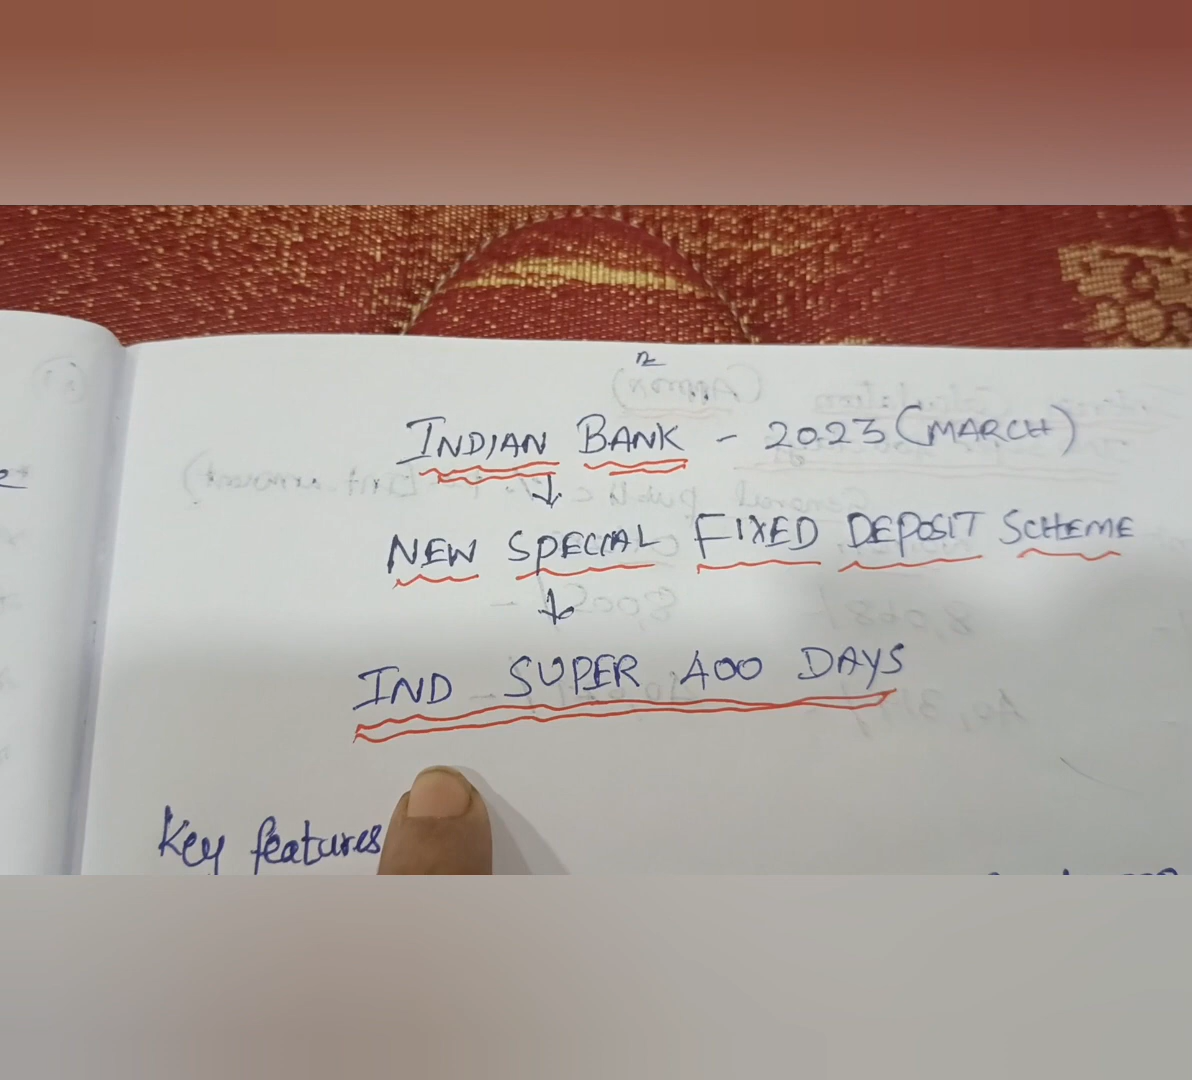 INDIAN BANK - 2023 (MARCH)
NEW SPECIAL FIXED DEPOSIT SCHEME
IND SUPER 400 DAYS
Key features